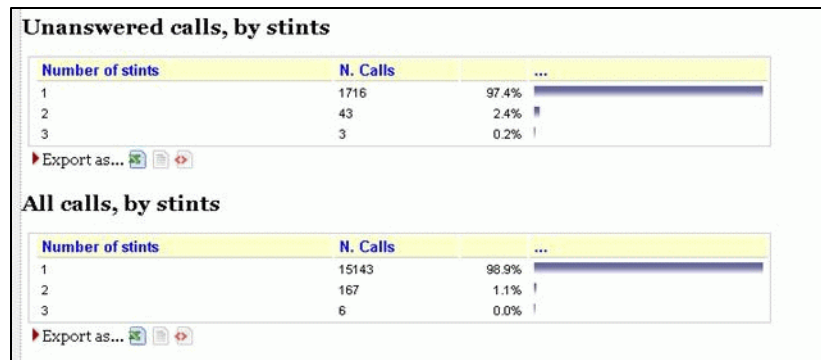 Unanswered calls, by stints
Number of stints N. Calls ...
1 1716 97.4%
2 43 2.4%
3 3 0.2%
Export as...
All calls, by stints
Number of stints N. Calls ...
1 15143 98.9%
2 167 1.1%
3 6 0.0%
Export as...